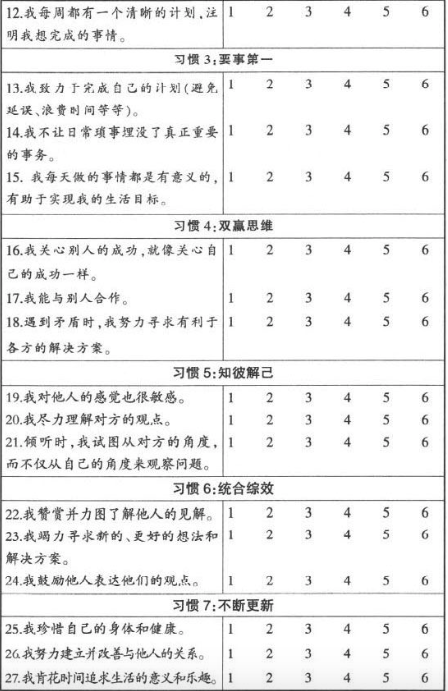 12.我每周都有一个清晰的计划,注 1 2 3 4 5 6
明我想完成的事情。
习惯 3:要事第一
13.我致力于完成自己的计划(避免 1 2 3 4 5 6
延误、浪费时间等等)。
14.我不让日常琐事埋没了真正重要 1 2 3 4 5 6
的事务。
15. 我每天做的事情都是有意义的, 1 2 3 4 5 6
有助于实现我的生活目标。
习惯 4:双赢思维
16.我关心别人的成功,就像关心自 1 2 3 4 5 6
己的成功一样。
17.我能与别人合作。 1 2 3 4 5 6
18.遇到矛盾时,我努力寻求有利于 1 2 3 4 5 6
各方的解决方案。
习惯 5:知彼解己
19.我对他人的感觉也很敏感。 1 2 3 4 5 6
20.我尽力理解对方的观点。 1 2 3 4 5 6
21.倾听时,我试图从对方的角度, 1 2 3 4 5 6
而不仅从自己的角度来观察问题。
习惯 6:统合综效
22.我赞赏并力图了解他人的见解。 1 2 3 4 5 6
23.我竭力寻求新的、更好的想法和 1 2 3 4 5 6
解决方案。
24.我鼓励他人表达他们的观点。 1 2 3 4 5 6
习惯 7:不断更新
25.我珍惜自己的身体和健康。 1 2 3 4 5 6
26.我努力建立并改善与他人的关系。 1 2 3 4 5 6
27.我肯花时间追求生活的意义和乐趣。 1 2 3 4 5 6